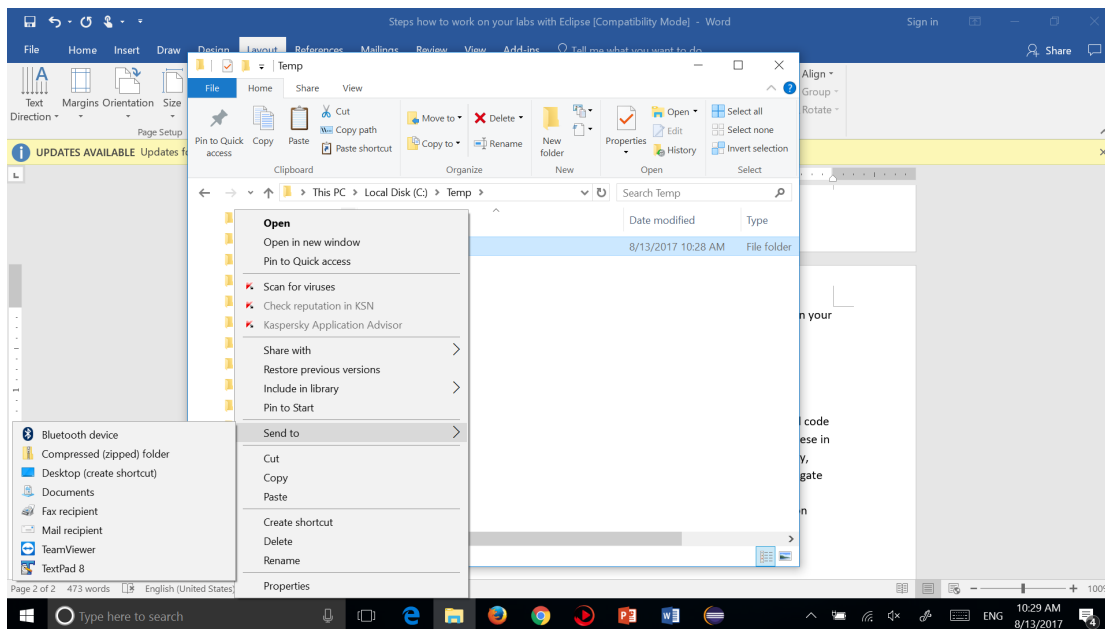 Steps how to work on your labs with Eclipse [Compatibility Mode] - Word
Sign in
File Home Insert Draw Design Layout References Mailings Review View Add-ins Tell me what you want to do
Share
Text Direction
Margins
Orientation
Size
Page Setup
Align
Group
Rotate
UPDATES AVAILABLE Updates
Temp
File Home Share View
Pin to Quick access
Copy
Paste
Cut
Copy path
Paste shortcut
Clipboard
Move to
Copy to
Delete
Rename
Organize
New folder
New
Properties
Open
Edit
History
Open
Select all
Select none
Invert selection
Select
This PC > Local Disk (C:) > Temp >
Search Temp
Date modified Type
8/13/2017 10:28 AM File folder
Open
Open in new window
Pin to Quick access
Scan for viruses
Check reputation in KSN
Kaspersky Application Advisor
Share with
Restore previous versions
Include in library
Pin to Start
Send to
Cut
Copy
Paste
Create shortcut
Delete
Rename
Properties
Bluetooth device
Compressed (zipped) folder
Desktop (create shortcut)
Documents
Fax recipient
Mail recipient
TeamViewer
TextPad 8
n your
code
ese in
y,
gate
n
Page 2 of 2 473 words English (United States)
100
Type here to search
ENG
10:29 AM
8/13/2017
4